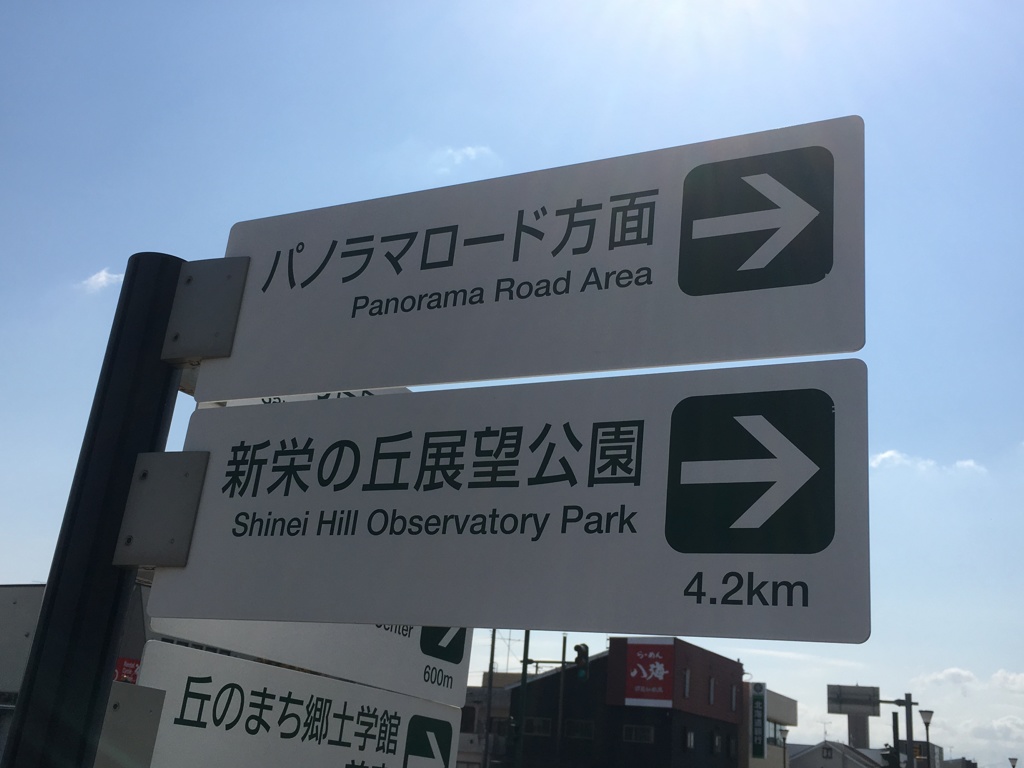 パノラマロード方面
Panorama Road Area
新栄の丘展望公園
Shinei Hill Observatory Park
4.2km
enter
600m
丘のまち郷土学館
らーめん
八海